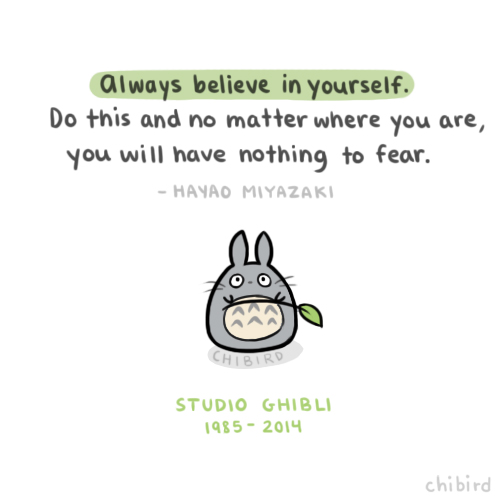 always believe in yourself.
Do this and no matter where you are,
you will have nothing to fear.
- HAYAO MIYAZAKI
CHIBIRD
STUDIO GHIBLI
1985 - 2014
chibird